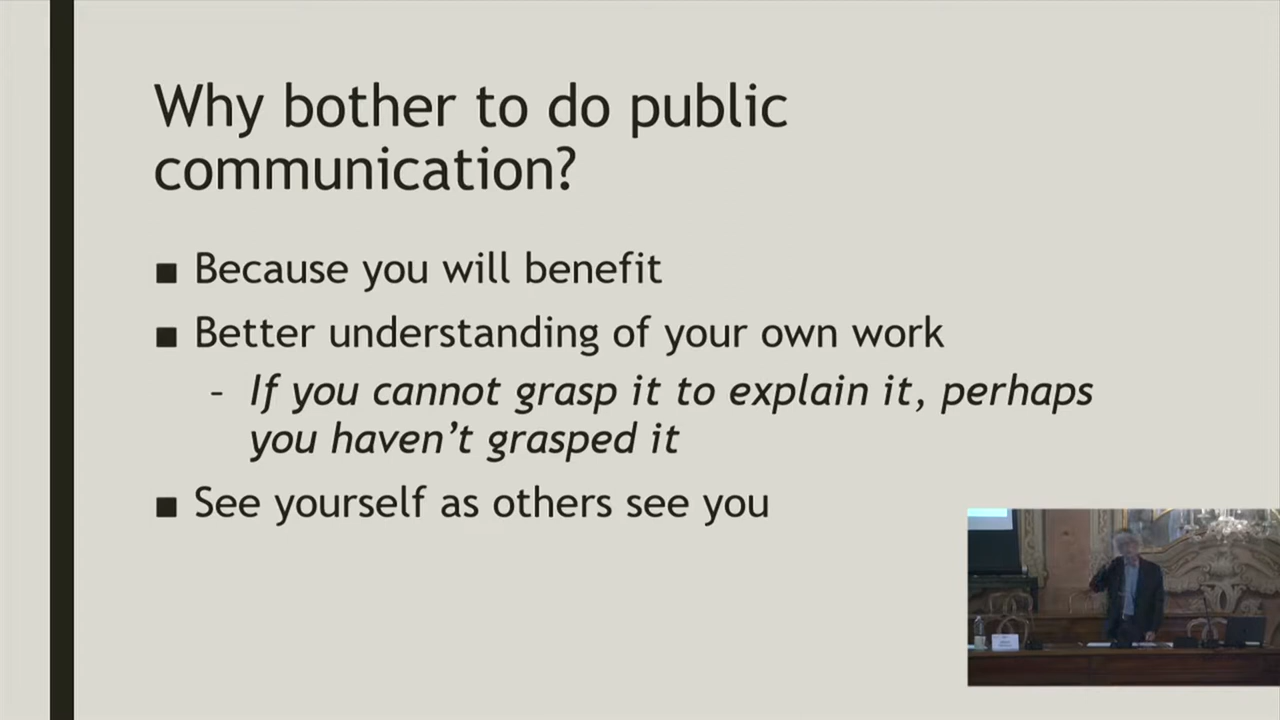 Why bother to do public
communication?
■ Because you will benefit
■ Better understanding of your own work
– If you cannot grasp it to explain it, perhaps
you haven't grasped it
■ See yourself as others see you